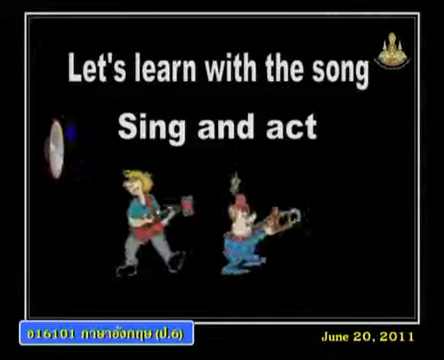 Let's learn with the song
Sing and act
อ16101 ภาษาอังกฤษ (ป.6)
June 20, 2011